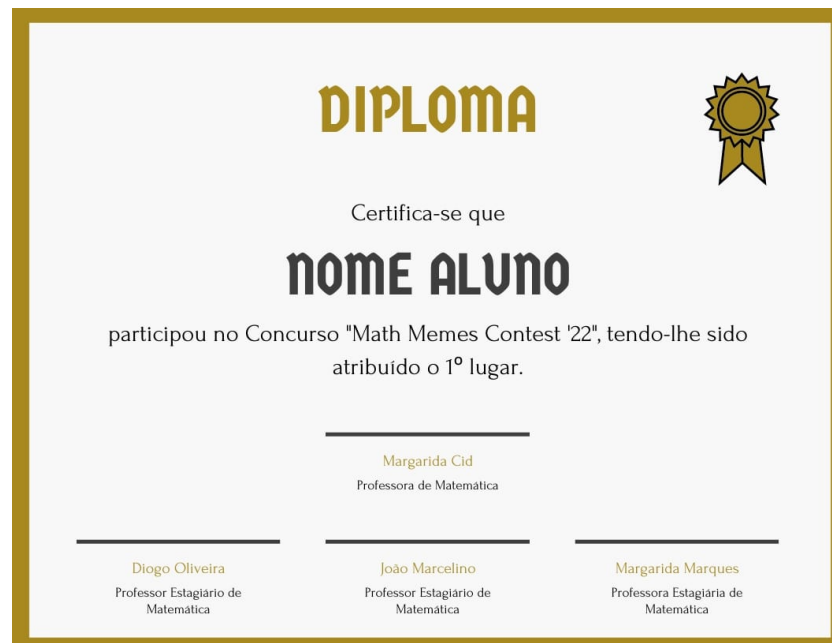 DIPLOMA
Certifica-se que
NOME ALUNO
participou no Concurso "Math Memes Contest '22", tendo-lhe sido
atribuído o 1º lugar.
Margarida Cid
Professora de Matemática
Diogo Oliveira
Professor Estagiário de
Matemática
João Marcelino
Professor Estagiário de
Matemática
Margarida Marques
Professora Estagiária de
Matemática